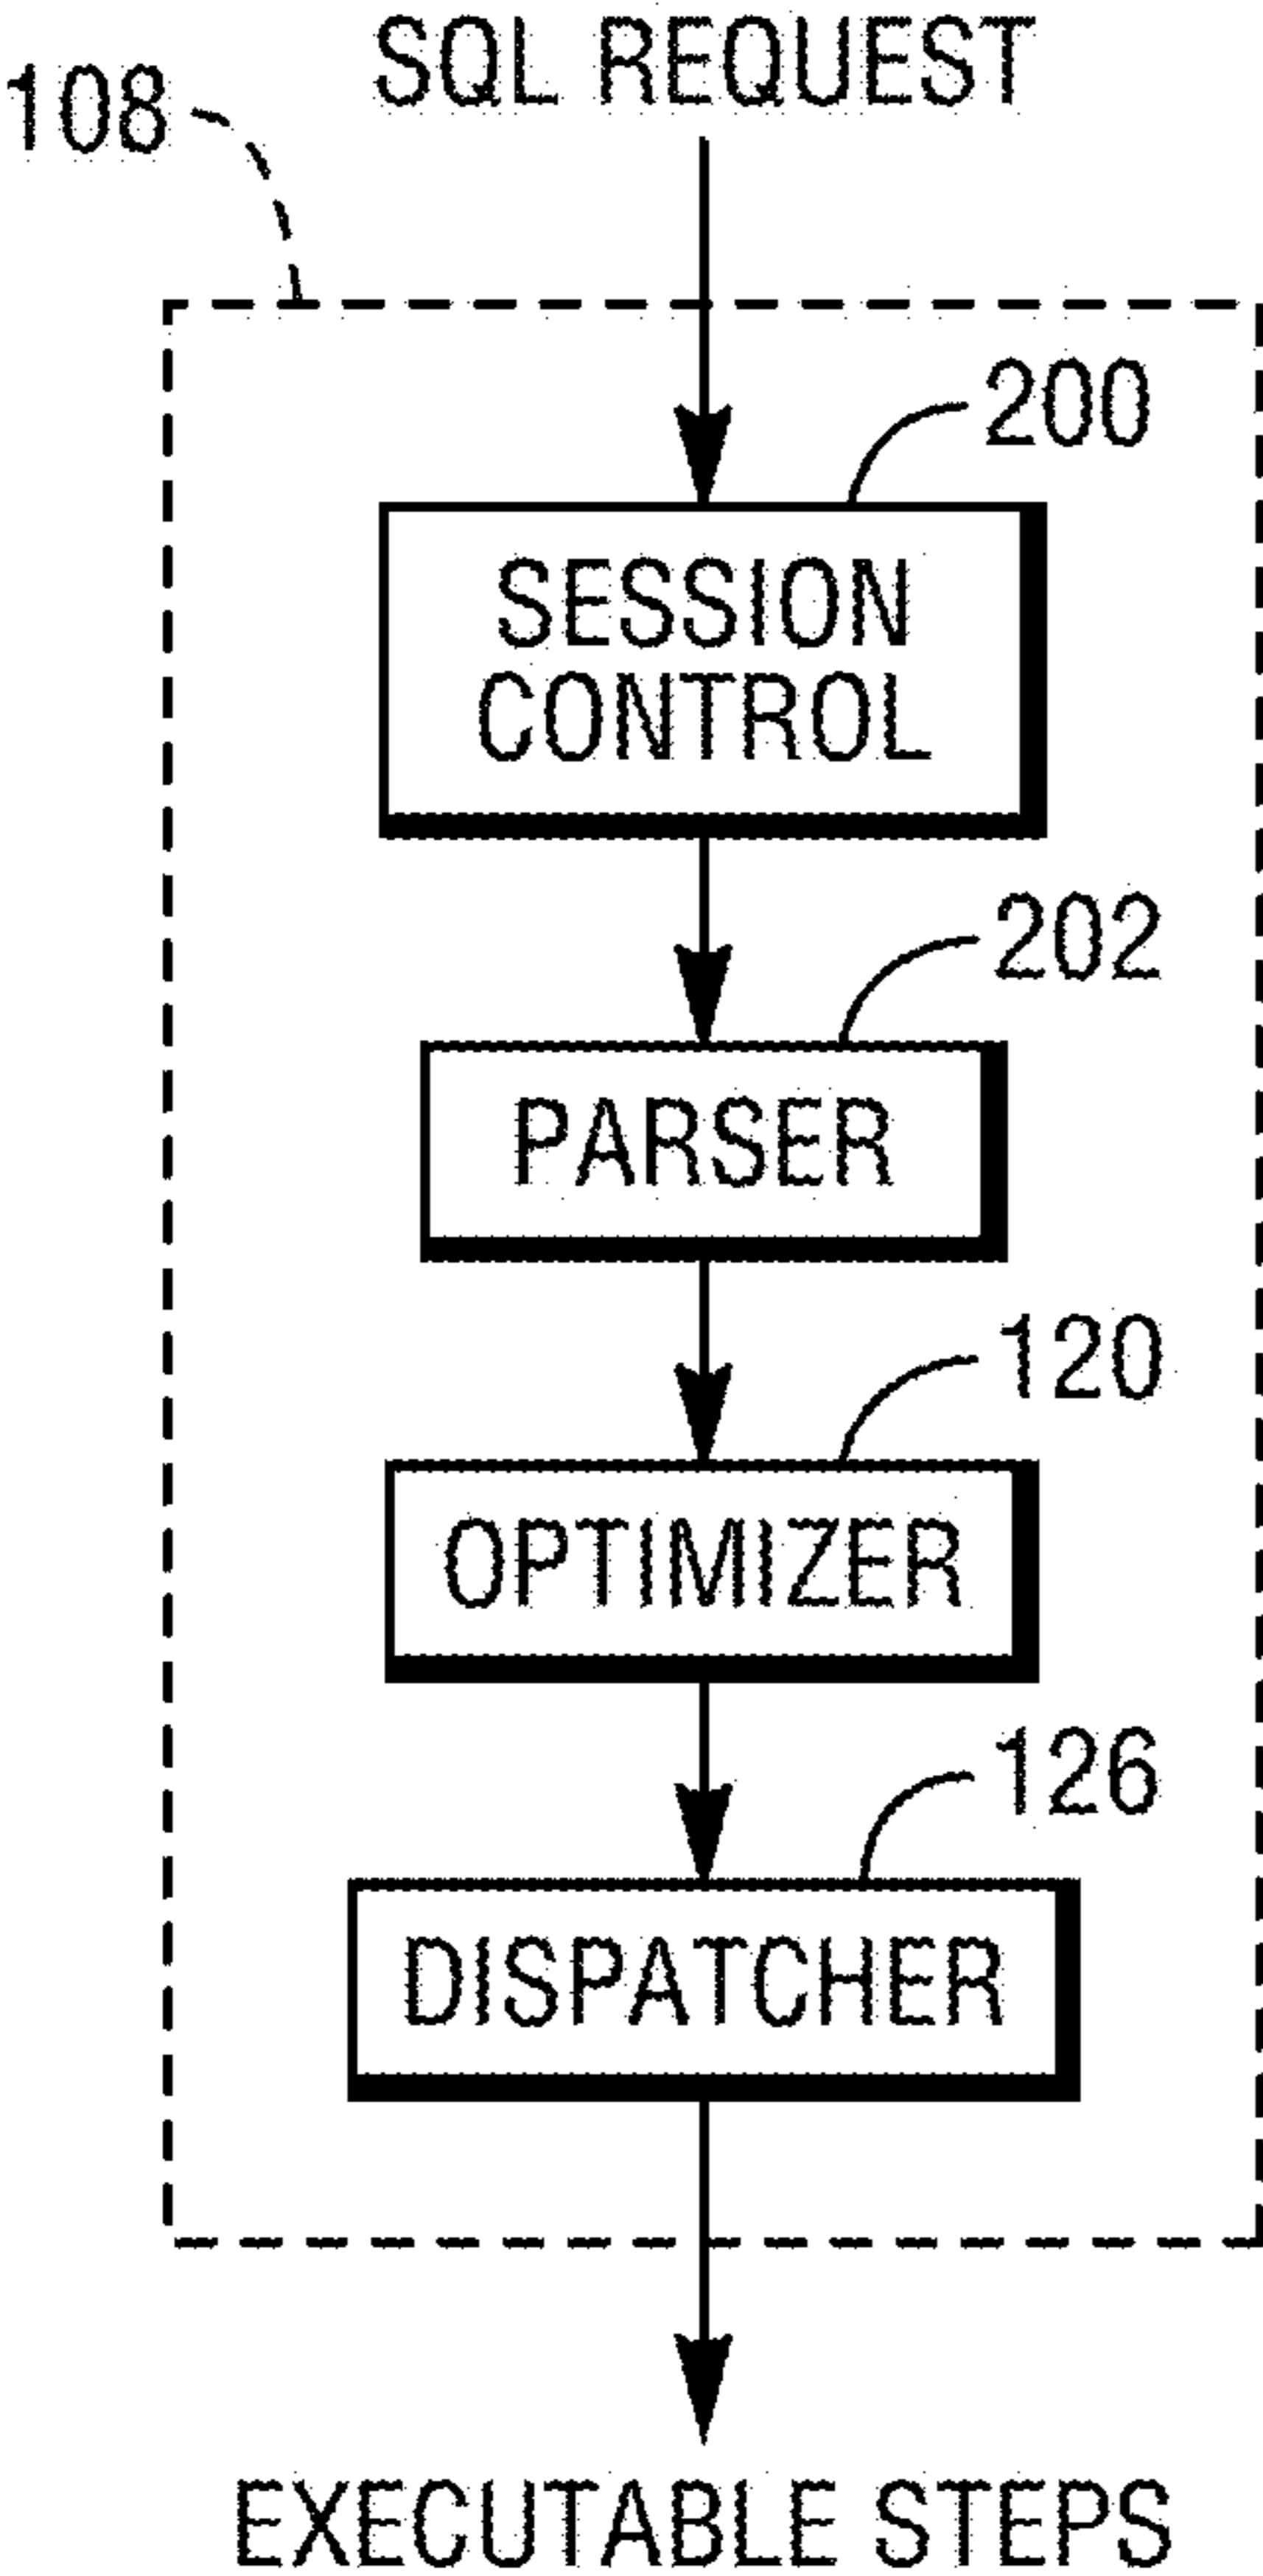 SQL REQUEST
108
200
SESSION
CONTROL
202
PARSER
120
OPTIMIZER
126
DISPATCHER
EXECUTABLE STEPS